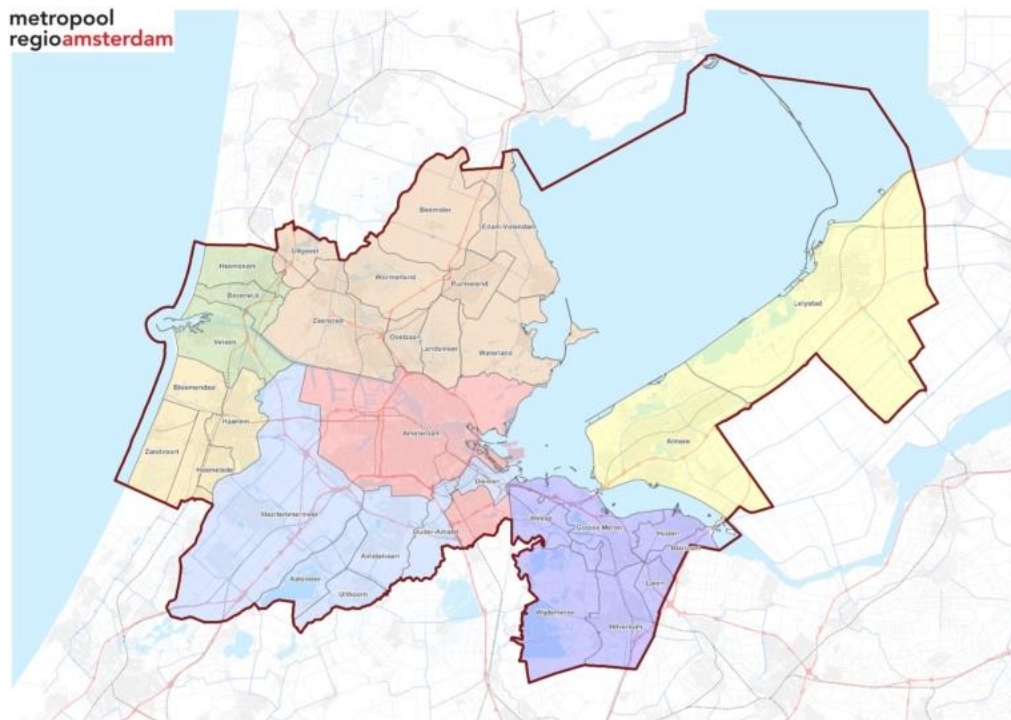 metropool
regioamsterdam
Beemster
Edam-Volendam
Uitgeest
Heemskerk
Wormerland
Purmerend
Beverwijk
Lelystad
Zaanstad
Oostzaan
Velsen
Landsmeer
Waterland
Bloemendaal
Haarlem
Amsterdam
Almere
Zandvoort
Heemstede
Diemen
Haarlemmermeer
Weesp
Gooise Meren
Ouder-Amstel
Huizen
Blaricum
Amstelveen
Aalsmeer
Laren
Uithoorn
Wijdemeren
Hilversum